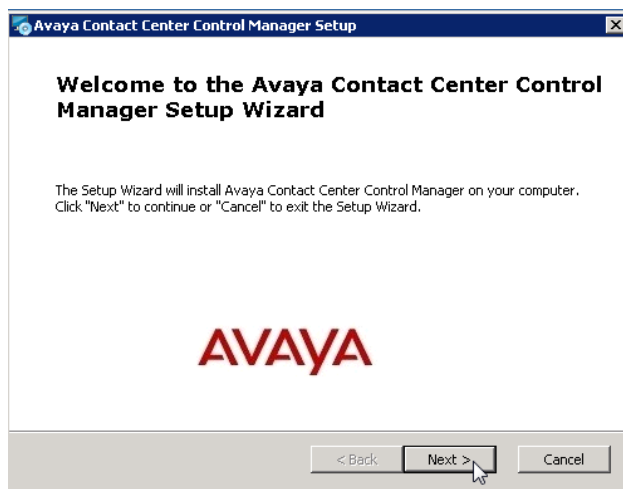 Avaya Contact Center Control Manager Setup
Welcome to the Avaya Contact Center Control
Manager Setup Wizard
The Setup Wizard will install Avaya Contact Center Control Manager on your computer.
Click "Next" to continue or "Cancel" to exit the Setup Wizard.
AVAYA
< Back Next > Cancel